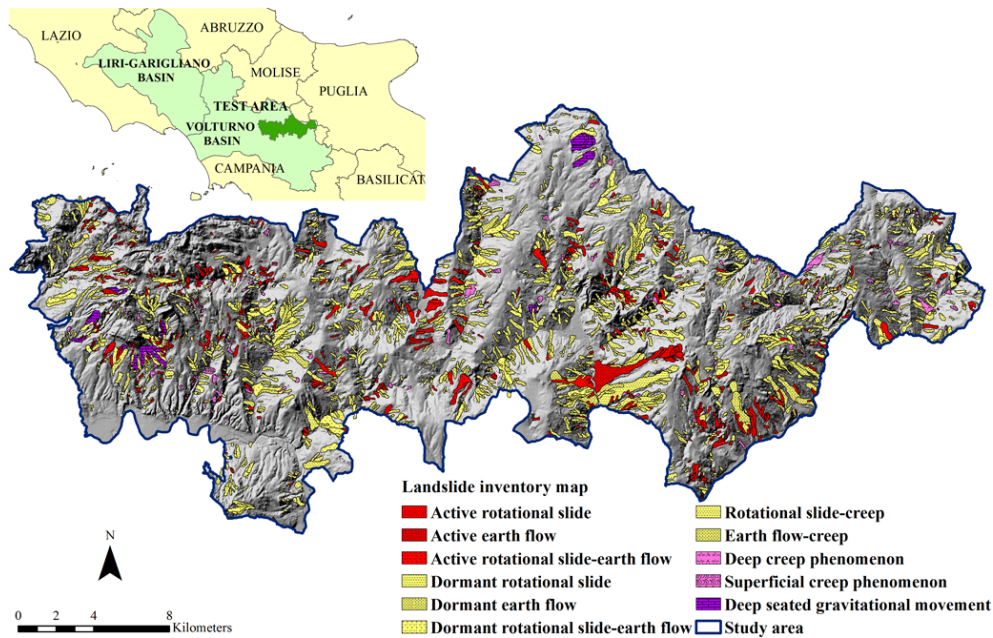 ABRUZZO
LAZIO
LIRI-GARIGLIANO
BASIN
MOLISE
PUGLIA
TEST AREA
VOLTURNO
BASIN
CAMPANIA
BASILICAT
Landslide inventory map
Active rotational slide
Active earth flow
Active rotational slide-earth flow
Dormant rotational slide
Dormant earth flow
Dormant rotational slide-earth flow
Rotational slide-creep
Earth flow-creep
Deep creep phenomenon
Superficial creep phenomenon
Deep seated gravitational movement
Study area
N
0 2 4 8
Kilometers